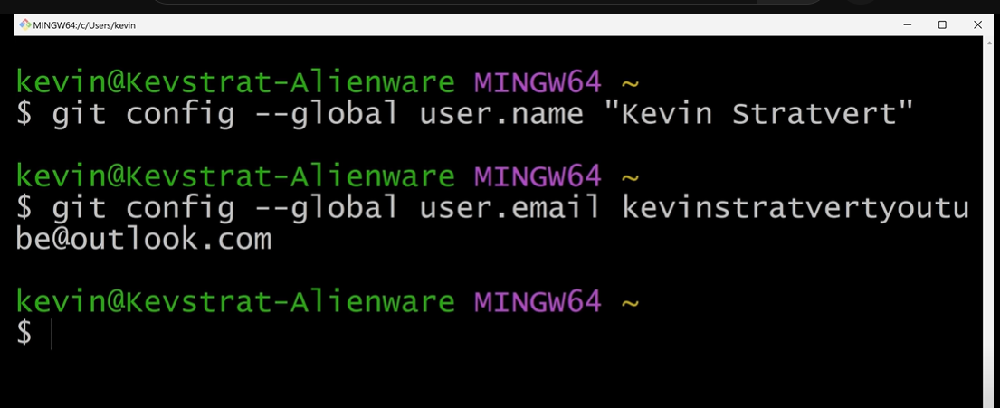 MINGW64:/c/Users/kevin
kevin@Kevstrat-Alienware MINGW64 ~
$ git config --global user.name "Kevin Stratvert"
kevin@Kevstrat-Alienware MINGW64 ~
$ git config --global user.email kevinstratvertyoutu
be@outlook.com
kevin@Kevstrat-Alienware MINGW64 ~
$